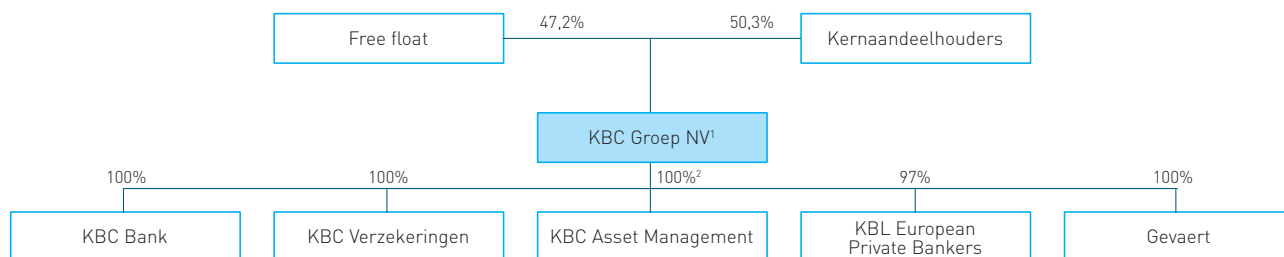 47,2%
50,3%
Free float
Kernaandeelhouders
KBC Groep NV¹
100%
100%
100%²
97%
100%
KBC Bank
KBC Verzekeringen
KBC Asset Management
KBL European
Private Bankers
Gevaert